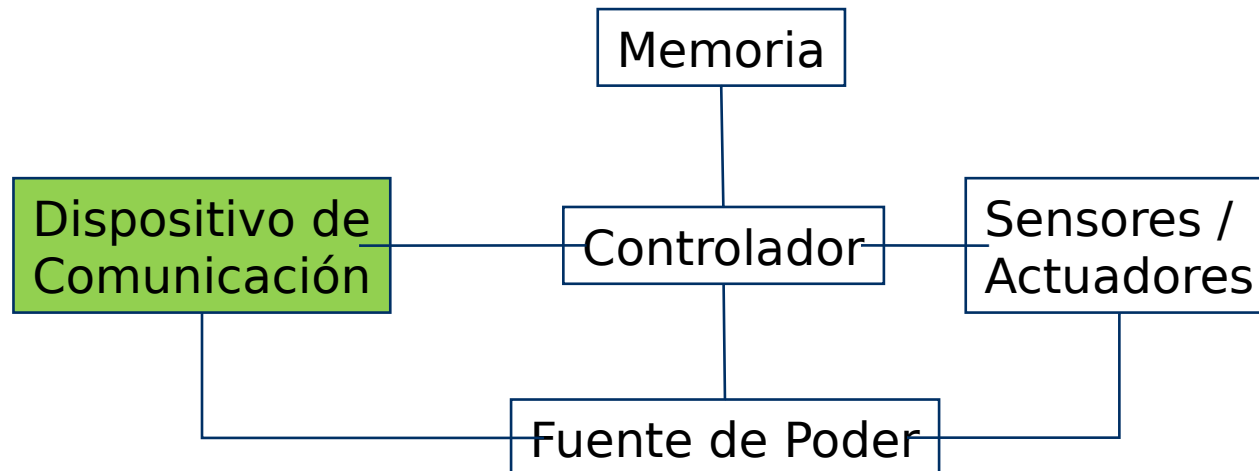 Memoria
Dispositivo de
Comunicación
Controlador
Sensores /
Actuadores
Fuente de Poder